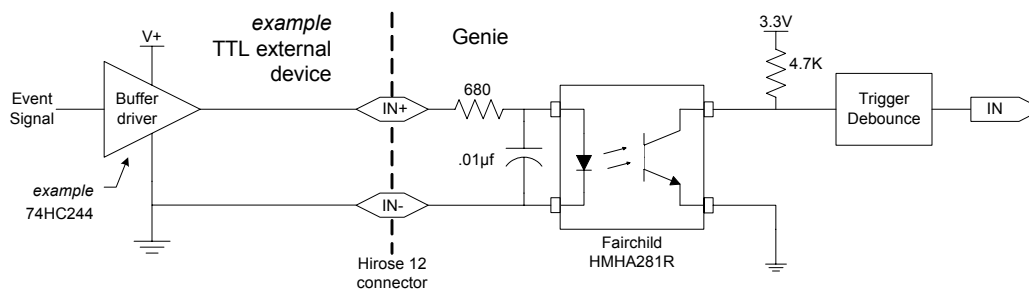 example
TTL external
device
Genie
V+
3.3V
4.7K
680
Event
Signal
Buffer
driver
IN+
.01µf
Trigger
Debounce
IN
example
74HC244
IN-
Hirose 12
connector
Fairchild
HMHA281R